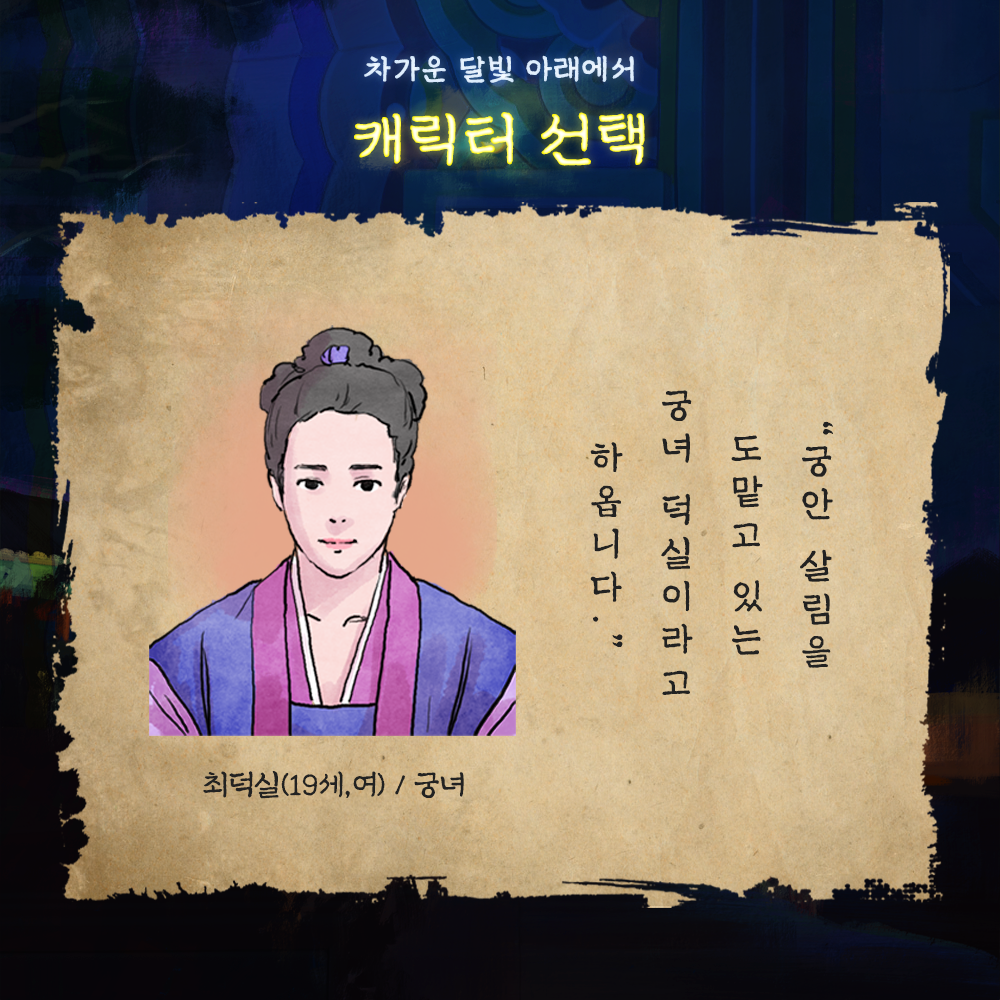 차가운 달빛 아래에서
캐릭터 선택
“궁안 살림을
도맡고 있는
궁녀 덕실이라고
하옵니다.”
최덕실(19세,여) / 궁녀